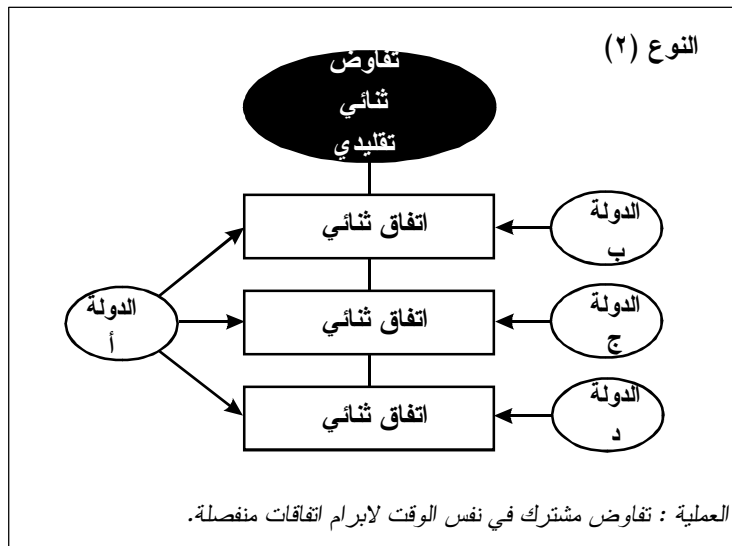 النوع (٢)
تفاوض
ثنائي
تقليدي
اتفاق ثنائي
الدولة
ب
الدولة
أ
اتفاق ثنائي
الدولة
ج
اتفاق ثنائي
الدولة
د
العملية : تفاوض مشترك في نفس الوقت لابرام اتفاقات منفصلة.